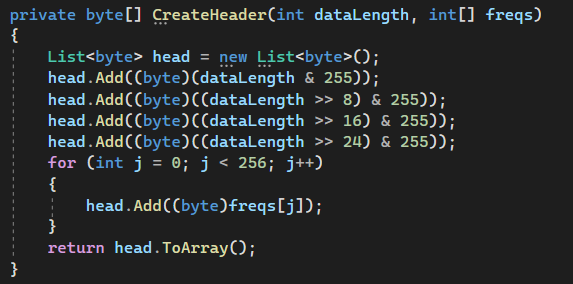 private byte[] CreateHeader(int dataLength, int[] freqs)
{
    List<byte> head = new List<byte>();
    head.Add((byte)(dataLength & 255));
    head.Add((byte)((dataLength >> 8) & 255));
    head.Add((byte)((dataLength >> 16) & 255));
    head.Add((byte)((dataLength >> 24) & 255));
    for (int j = 0; j < 256; j++)
    {
        head.Add((byte)freqs[j]);
    }
    return head.ToArray();
}